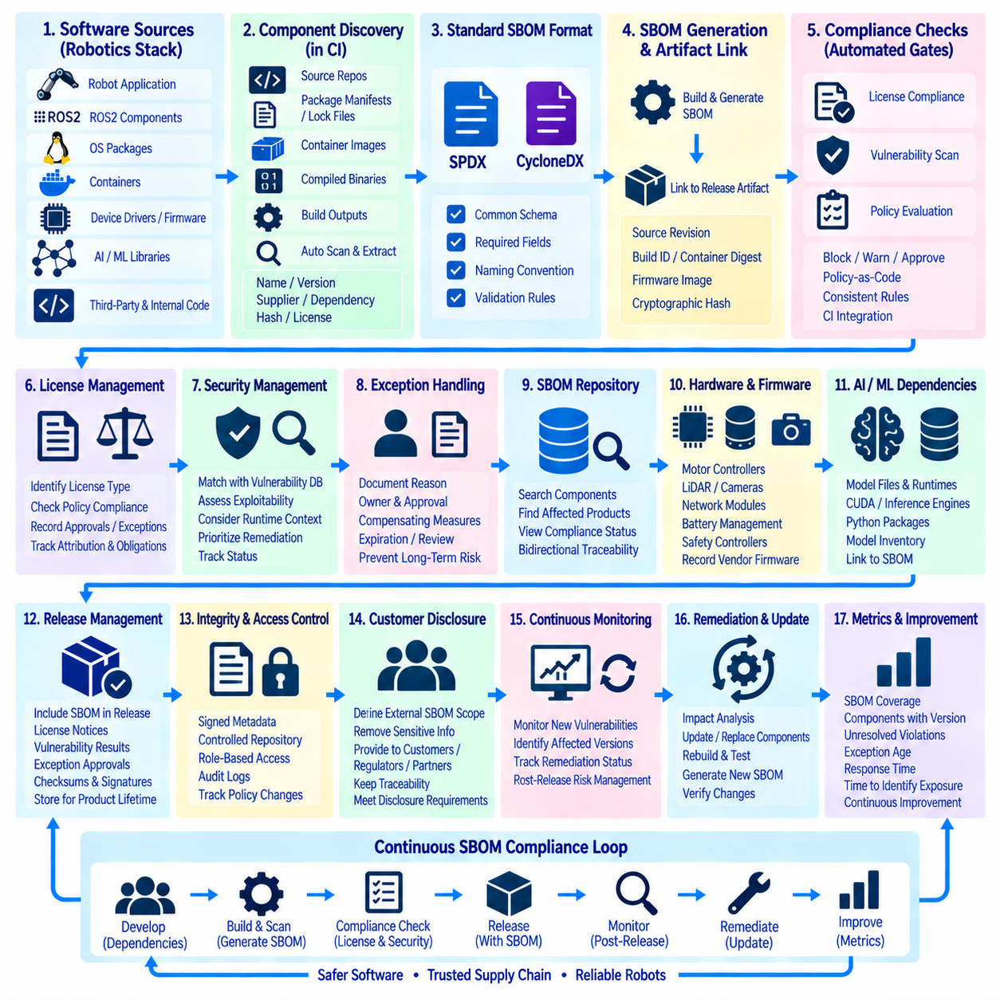 1. Software Sources
(Robotics Stack)
Robot Application
ROS2
ROS2 Components
OS Packages
Containers
Device Drivers / Firmware
AI / ML Libraries
</>
Third-Party & Internal Code
2. Component Discovery
(in CI)
</>
Source Repos
Package Manifests
/ Lock Files
Container Images
01
01
Compiled Binaries
Build Outputs
Auto Scan & Extract
Name / Version
Supplier / Dependency
Hash / License
3. Standard SBOM Format
SPDX
CycloneDX
Common Schema
Required Fields
Naming Convention
Validation Rules
4. SBOM Generation
& Artifact Link
Build & Generate
SBOM
Link to Release Artifact
Source Revision
Build ID / Container Digest
Firmware Image
Cryptographic Hash
5. Compliance Checks
(Automated Gates)
License Compliance
Vulnerability Scan
Policy Evaluation
Block / Warn / Approve
Policy-as-Code
Consistent Rules
CI Integration
6. License Management
Identify License Type
Check Policy Compliance
Record Approvals / Exceptions
Track Attribution & Obligations
7. Security Management
Match with Vulnerability DB
Assess Exploitability
Consider Runtime Context
Prioritize Remediation
Track Status
8. Exception Handling
Document Reason
Owner & Approval
Compensating Measures
Expiration / Review
Prevent Long-Term Risk
9. SBOM Repository
Search Components
Find Affected Products
View Compliance Status
Bidirectional Traceability
10. Hardware & Firmware
Motor Controllers
LiDAR / Cameras
Network Modules
Battery Management
Safety Controllers
Record Vendor Firmware
11. AI / ML Dependencies
Model Files & Runtimes
CUDA / Inference Engines
Python Packages
Model Inventory
Link to SBOM
12. Release Management
Include SBOM in Release
License Notices
Vulnerability Results
Exception Approvals
Checksums & Signatures
Store for Product Lifetime
13. Integrity & Access Control
Signed Metadata
Controlled Repository
Role-Based Access
Audit Logs
Track Policy Changes
14. Customer Disclosure
Define External SBOM Scope
Remove Sensitive Info
Provide to Customers /
Regulators / Partners
Keep Traceability
Meet Disclosure Requirements
15. Continuous Monitoring
Monitor New Vulnerabilities
Identify Affected Versions
Track Remediation Status
Post-Release Risk Management
16. Remediation & Update
Impact Analysis
Update / Replace Components
Rebuild & Test
Generate New SBOM
Verify Changes
17. Metrics & Improvement
SBOM Coverage
Components with Version
Unresolved Violations
Exception Age
Response Time
Time to Identify Exposure
Continuous Improvement
Continuous SBOM Compliance Loop
Develop
(Dependencies)
Build & Scan
(Generate SBOM)
Compliance Check
(License & Security)
Release
(With SBOM)
Monitor
(Post-Release)
Remediate
(Update)
Improve
(Metrics)
Safer Software • Trusted Supply Chain • Reliable Robots